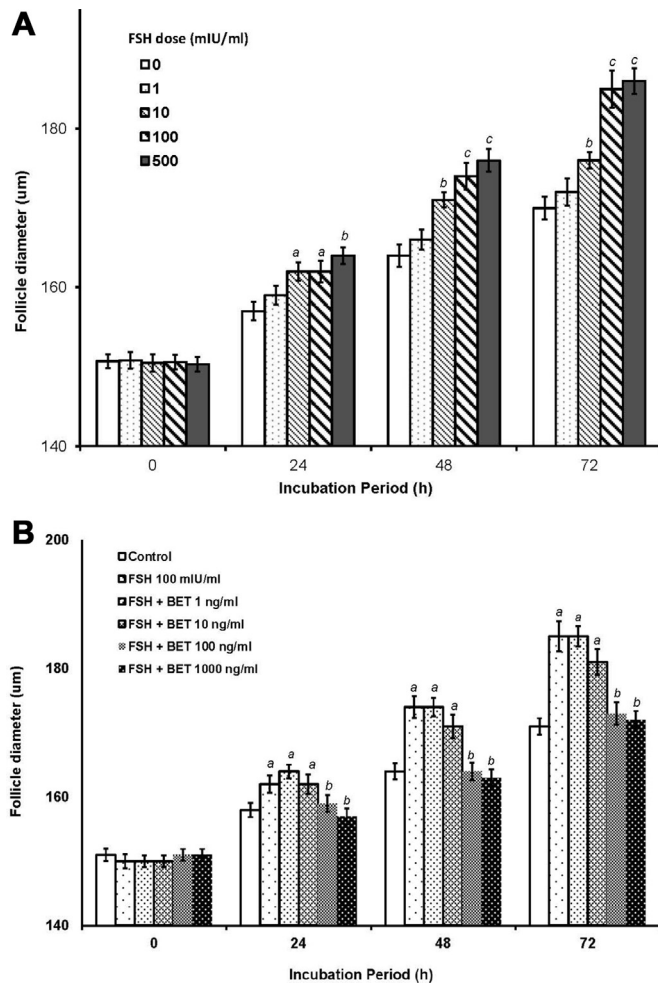 A
FSH dose (mIU/ml)
0
1
10
100
500
Follicle diameter (um)
180
160
140
a a b
b c c
b c c
0 24 48 72
Incubation Period (h)
B
200
Control
FSH 100 mIU/ml
FSH + BET 1 ng/ml
FSH + BET 10 ng/ml
FSH + BET 100 ng/ml
FSH + BET 1000 ng/ml
Follicle diameter (um)
180
160
140
a a a b b
a a a b b
a a a b b
0 24 48 72
Incubation Period (h)